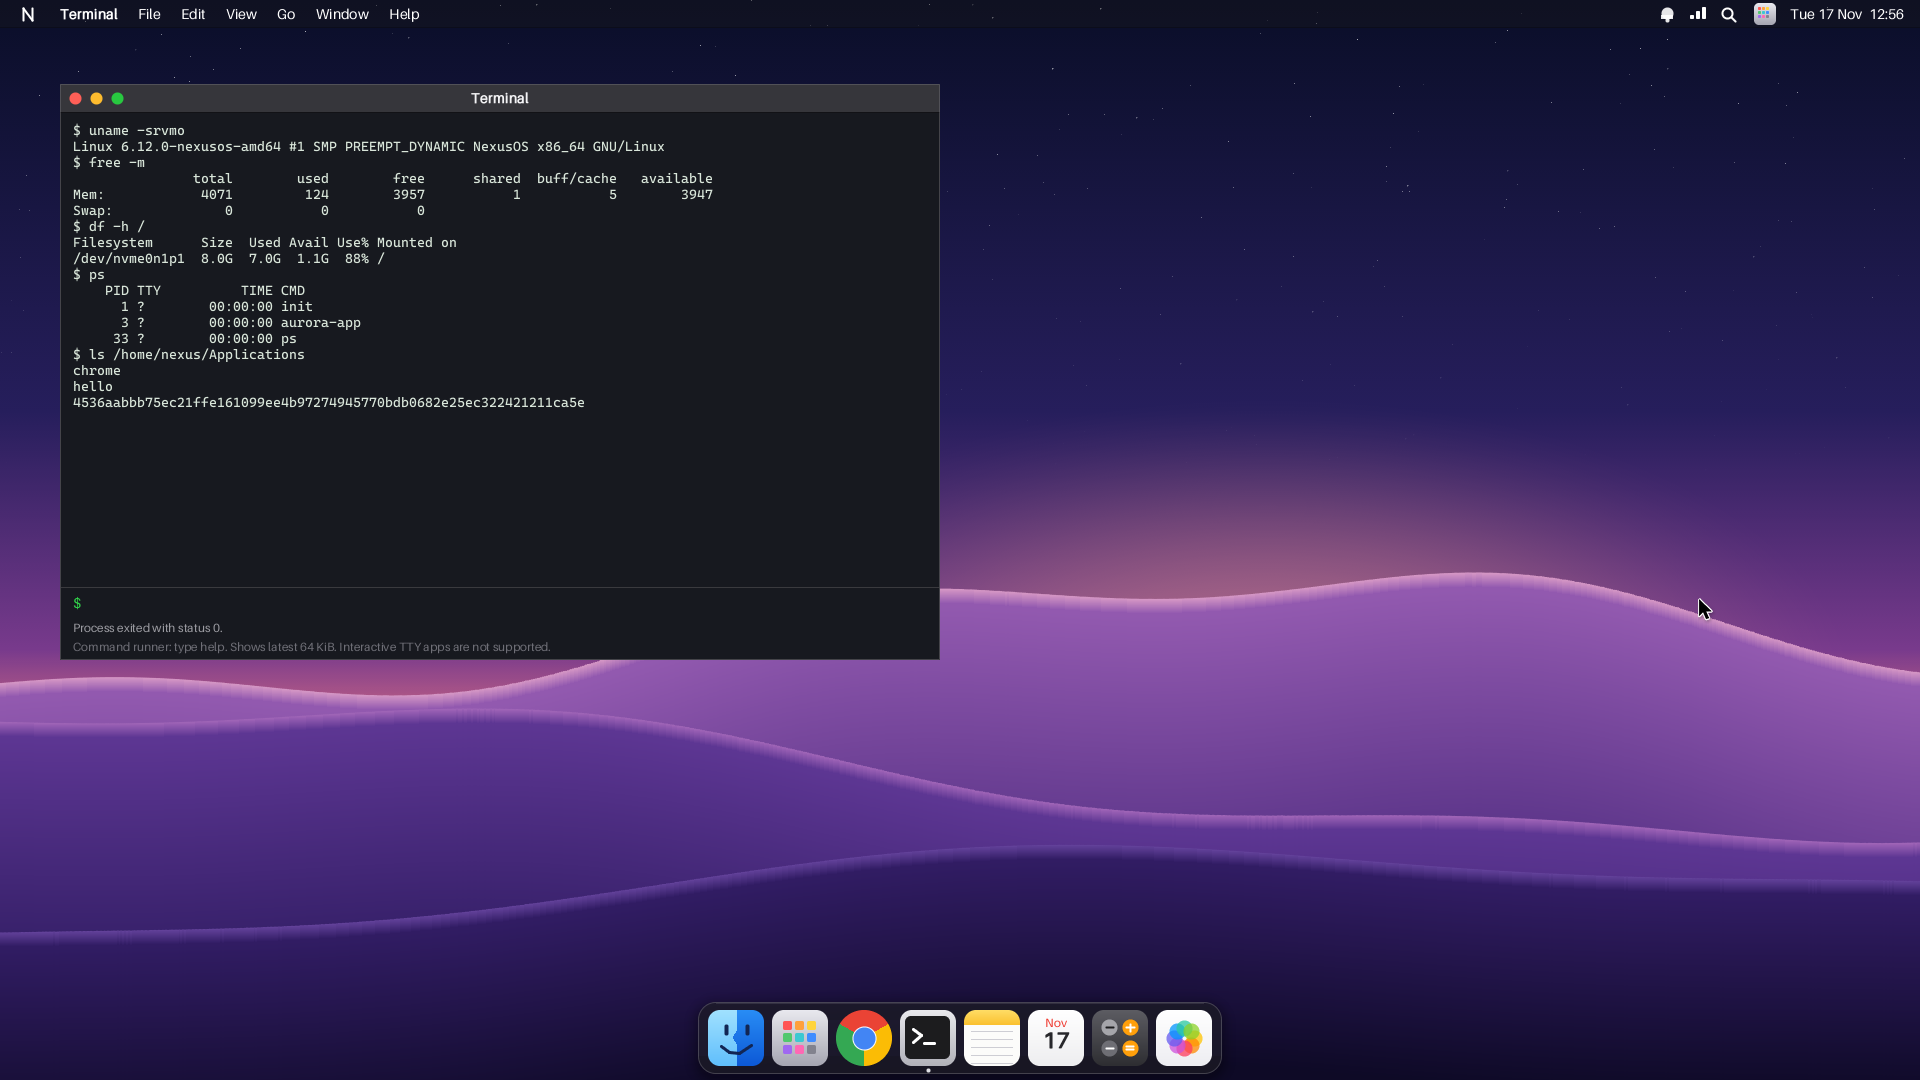 N Terminal File Edit View Go Window Help Tue 17 Nov 12:56
Terminal
$ uname -srvmo
Linux 6.12.0-nexusos-amd64 #1 SMP PREEMPT_DYNAMIC NexusOS x86_64 GNU/Linux
$ free -m
total used free shared buff/cache available
Mem: 4071 124 3957 1 5 3947
Swap: 0 0 0
$ df -h /
Filesystem Size Used Avail Use% Mounted on
/dev/nvme0n1p1 8.0G 7.0G 1.1G 88% /
$ ps
PID TTY TIME CMD
1 ? 00:00:00 init
3 ? 00:00:00 aurora-app
33 ? 00:00:00 ps
$ ls /home/nexus/Applications
chrome
hello
4536aabbb75ec21ffe161099ee4b97274945770bdb0682e25ec322421211ca5e
$
Process exited with status 0.
Command runner: type help. Shows latest 64 KiB. Interactive TTY apps are not supported.
Nov
17